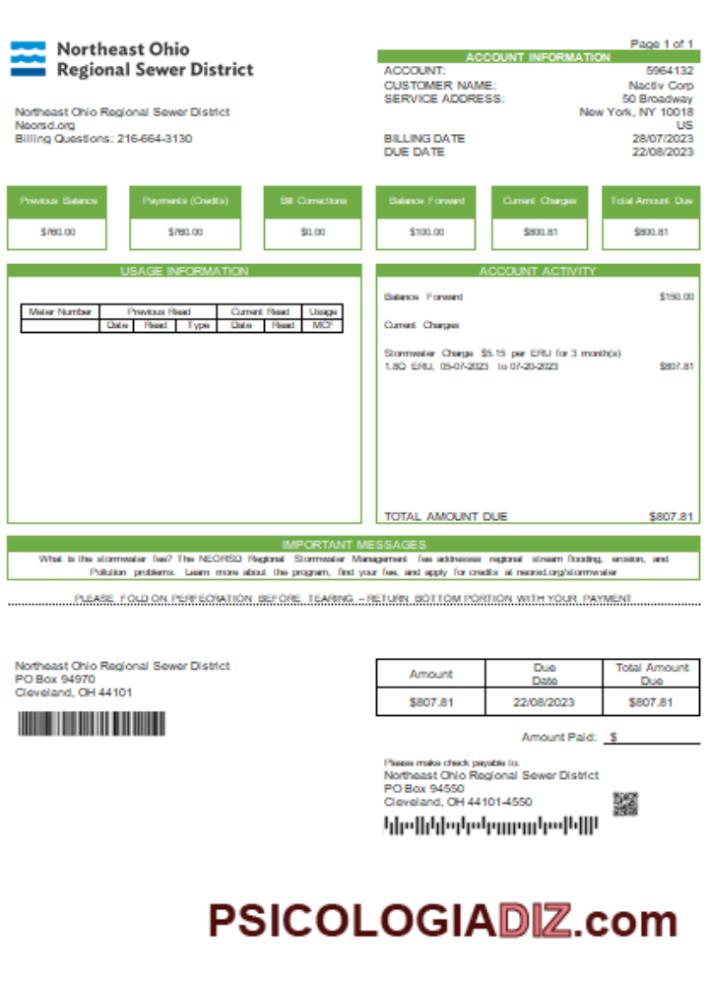 Page 1 of 1
Northeast Ohio
Regional Sewer District
ACCOUNT INFORMATION
ACCOUNT: 5964132
CUSTOMER NAME: Nactiv Corp
SERVICE ADDRESS: 50 Broadway
New York, NY 10018
US
BILLING DATE 28/07/2023
DUE DATE 22/08/2023
Northeast Ohio Regional Sewer District
Neorsd.org
Billing Questions: 216-664-3130
Previous Balance Payments (Credits) Bill Corrections Balance Forward Current Charges Total Amount Due
$760.00 $760.00 $0.00 $100.00 $800.81 $800.81
USAGE INFORMATION
Meter Number Previous Read Current Read Usage
Date Read Type Date Read MCF
ACCOUNT ACTIVITY
Balance Forward $150.00
Current Charges
Stormwater Charge $5.15 per ERU for 3 month(s)
1.8Q ERU, 05-07-2023 to 07-20-2023 $807.81
TOTAL AMOUNT DUE $807.81
IMPORTANT MESSAGES
What is the stormwater fee? The NEORSD Regional Stormwater Management fee addresses regional stream flooding, erosion, and
Pollution problems. Learn more about the program, find your fee, and apply for credits at neorsd.org/stormwater
PLEASE FOLD ON PERFECRATION BEFORE TEARING – RETURN BOTTOM PORTION WITH YOUR PAYMENT
Northeast Ohio Regional Sewer District
PO Box 94970
Cleveland, OH 44101
Amount Due Date Total Amount Due
$807.81 22/08/2023 $807.81
Amount Paid: $
Please make check payable to:
Northeast Ohio Regional Sewer District
PO Box 94550
Cleveland, OH 44101-4550
PSICOLOGIADIZ.com